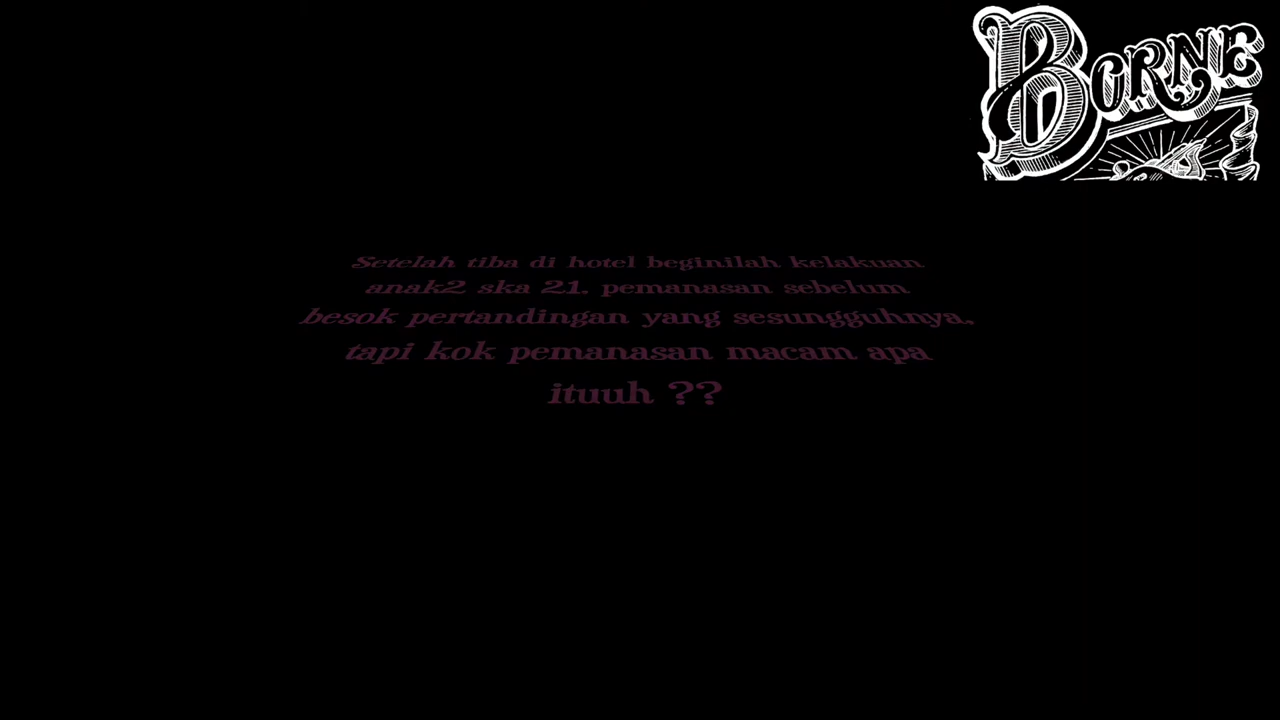 BORNE
Setelah tiba di hotel beginilah kelakuan
anak2 ska 21. pemanasan sebelum
besok pertandingan yang sesungguhnya,
tapi kok pemanasan macam apa
ituuh ??